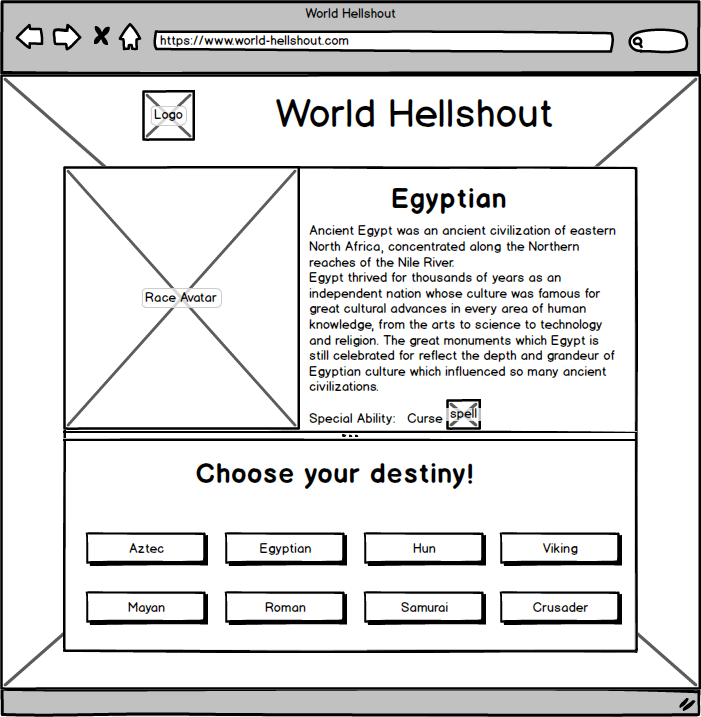 World Hellshout
https://www.world-hellshout.com
Logo
World Hellshout
Race Avatar
Egyptian
Ancient Egypt was an ancient civilization of eastern
North Africa, concentrated along the Northern
reaches of the Nile River.
Egypt thrived for thousands of years as an
independent nation whose culture was famous for
great cultural advances in every area of human
knowledge, from the arts to science to technology
and religion. The great monuments which Egypt is
still celebrated for reflect the depth and grandeur of
Egyptian culture which influenced so many ancient
civilizations.
Special Ability: Curse spell
Choose your destiny!
Aztec Egyptian Hun Viking
Mayan Roman Samurai Crusader